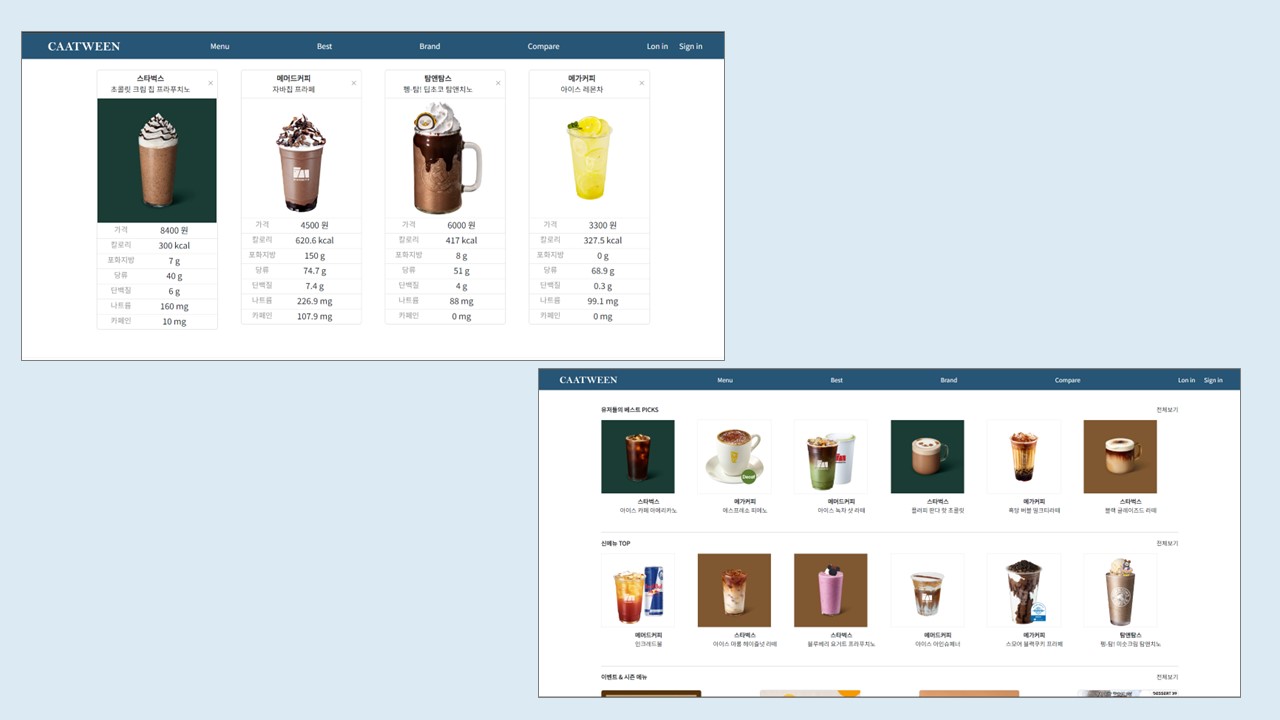 CAATWEEN Menu Best Brand Compare Lon in Sign in
스타벅스
초콜릿 크림 칩 프라푸치노
×
가격 8400 원
칼로리 300 kcal
포화지방 7 g
당류 40 g
단백질 6 g
나트륨 160 mg
카페인 10 mg
메머드커피
자바칩 프라페
×
가격 4500 원
칼로리 620.6 kcal
포화지방 150 g
당류 74.7 g
단백질 7.4 g
나트륨 226.9 mg
카페인 107.9 mg
탐앤탐스
탱·탐! 딥초코 탐앤치노
×
가격 6000 원
칼로리 417 kcal
포화지방 8 g
당류 51 g
단백질 4 g
나트륨 88 mg
카페인 0 mg
메가커피
아이스 레몬차
×
가격 3300 원
칼로리 327.5 kcal
포화지방 0 g
당류 68.9 g
단백질 0.3 g
나트륨 99.1 mg
카페인 0 mg
CAATWEEN Menu Best Brand Compare Lon in Sign in
유저들의 베스트 PICKS 전체보기
Decaf
스타벅스 메가커피 메머드커피 스타벅스 메가커피 스타벅스
아이스 카페 아메리카노 에스프레소 피에노 아이스 녹차 샷 라떼 플러피 판다 핫 초콜릿 흑당 버블 밀크티라떼 블랙 글레이즈드 라떼
신메뉴 TOP 전체보기
메머드커피 스타벅스 스타벅스 메머드커피 메가커피 탐앤탐스
인크레드불 아이스 마롱 헤이즐넛 라떼 블루베리 요거트 프라푸치노 아이스 아인슈페너 스모어 블랙쿠키 프라페 탱·탐! 미숫크림 탐앤치노
이벤트 & 시즌 메뉴 전체보기